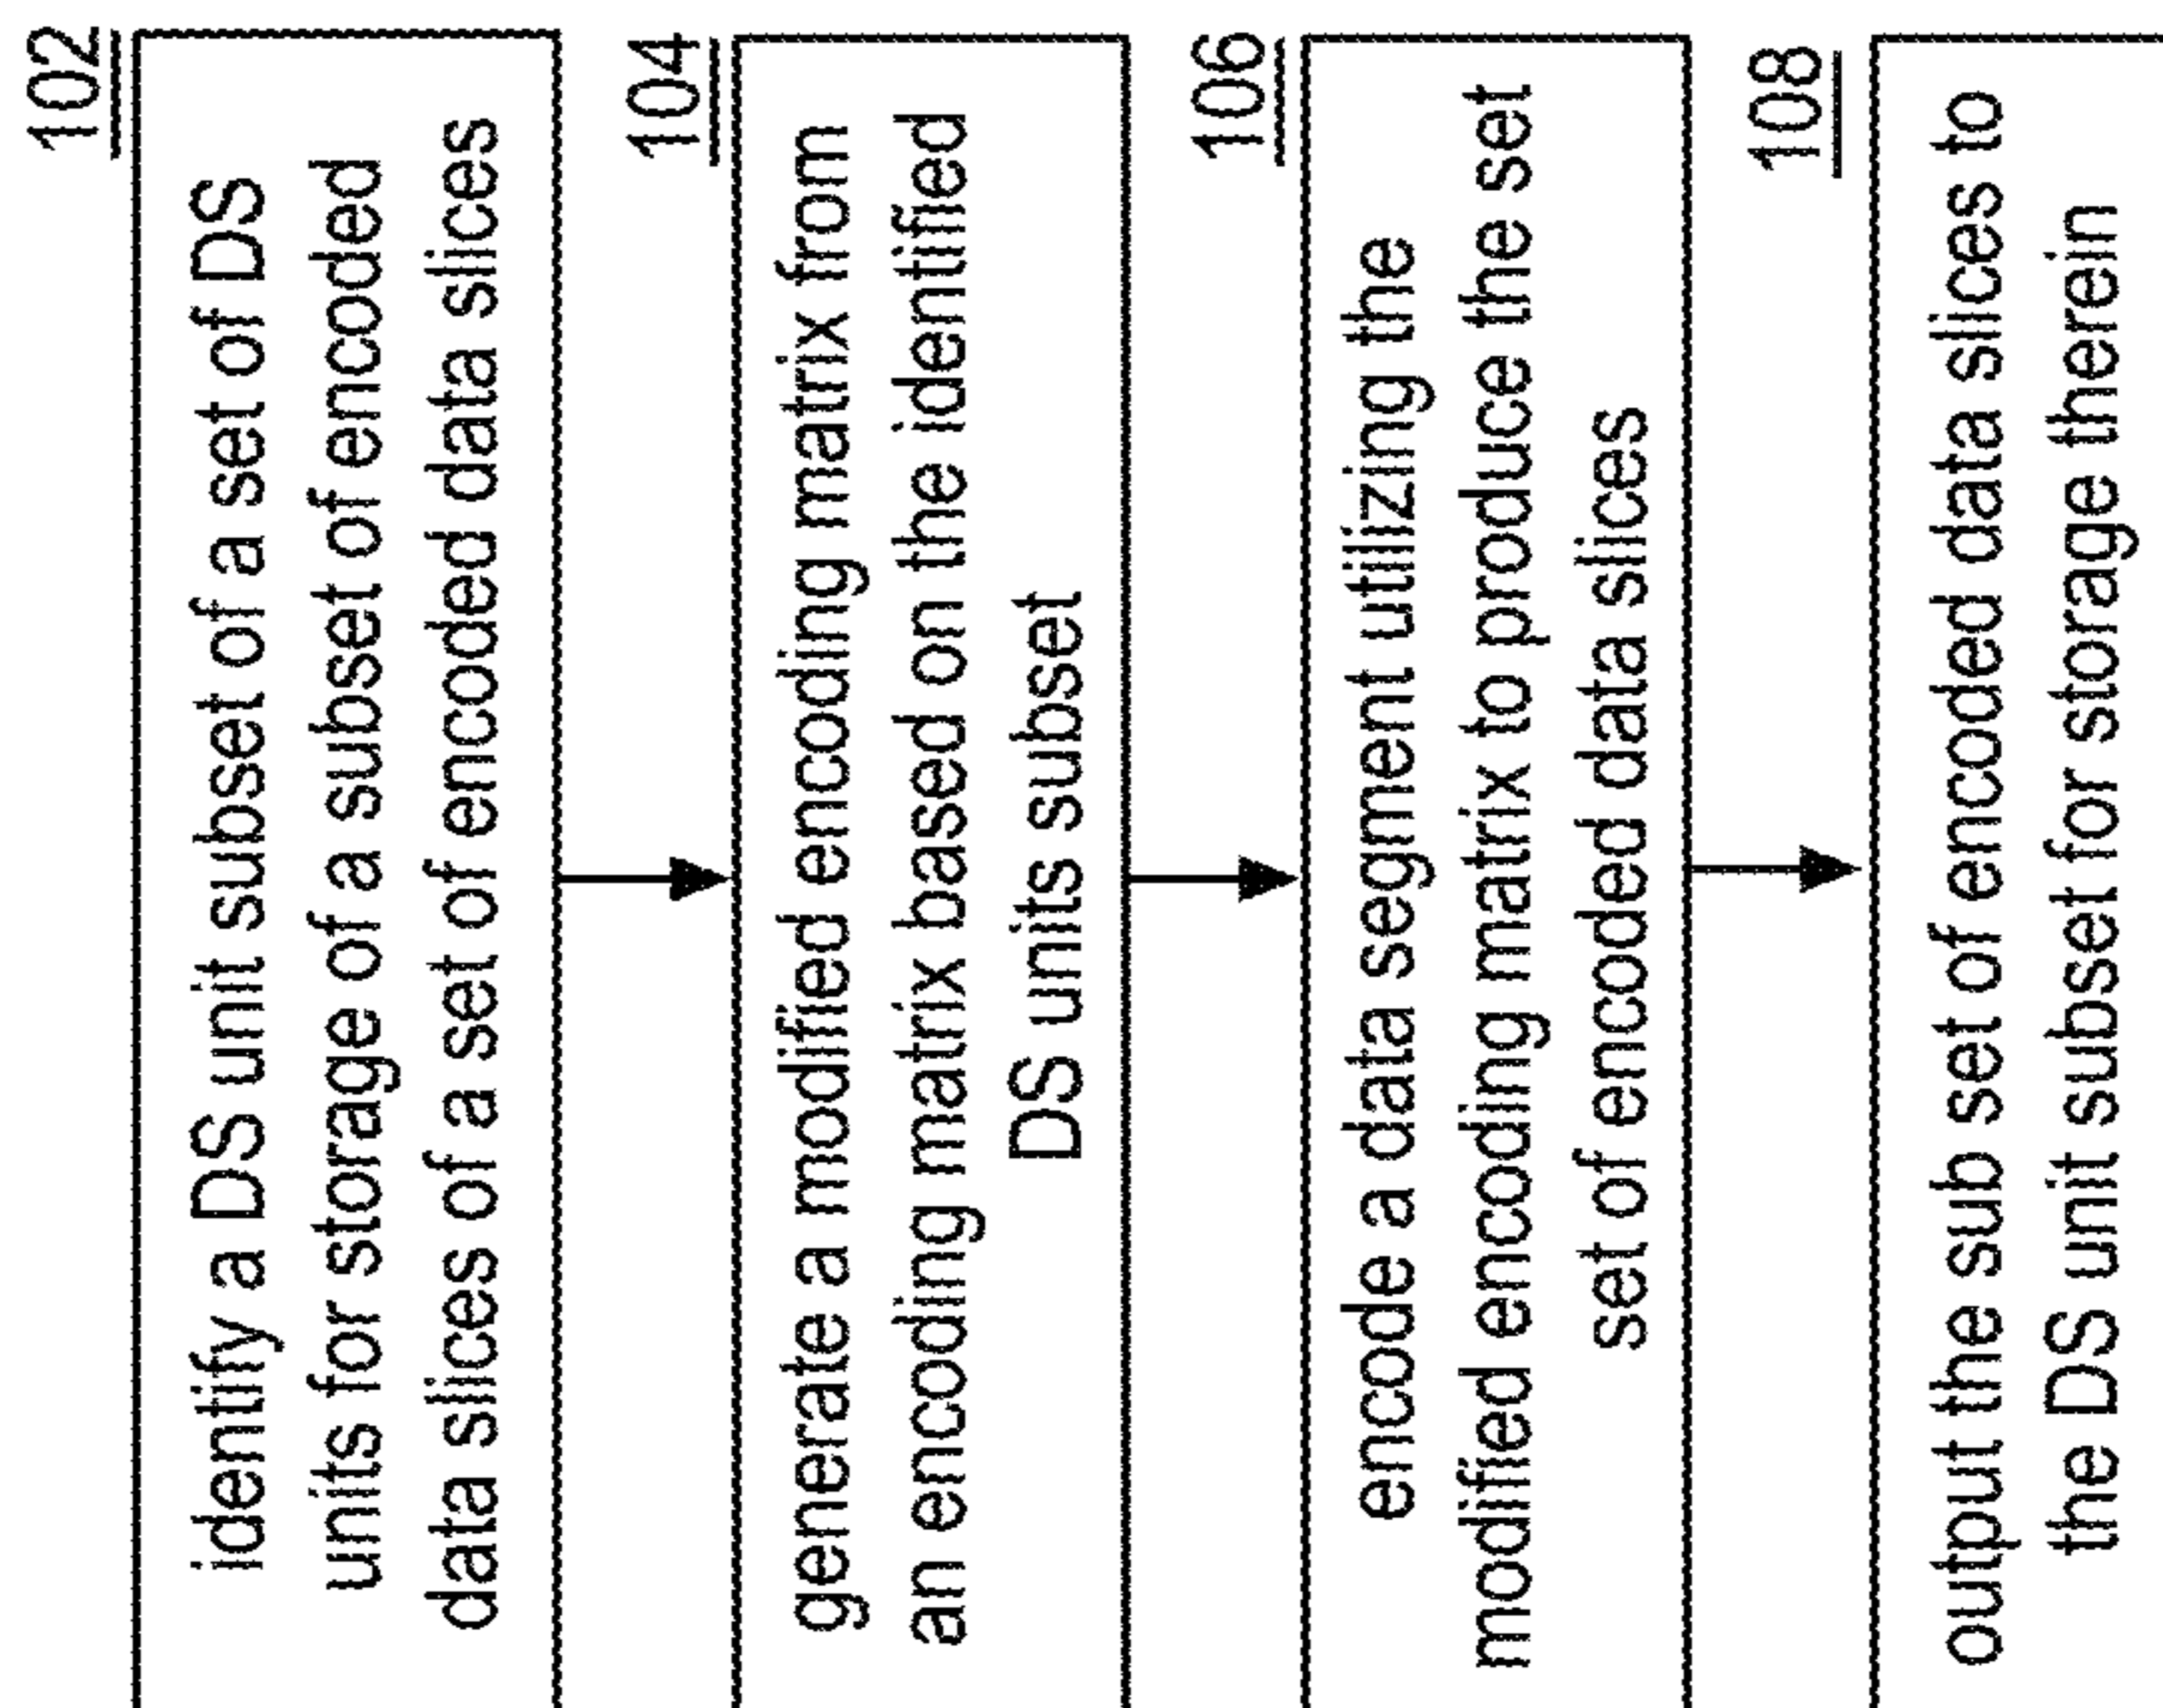 102
identify a DS unit subset of a set of DS
units for storage of a subset of encoded
data slices of a set of encoded data slices
104
generate a modified encoding matrix from
an encoding matrix based on the identified
DS units subset
106
encode a data segment utilizing the
modified encoding matrix to produce the set
set of encoded data slices
108
output the sub set of encoded data slices to
the DS unit subset for storage therein